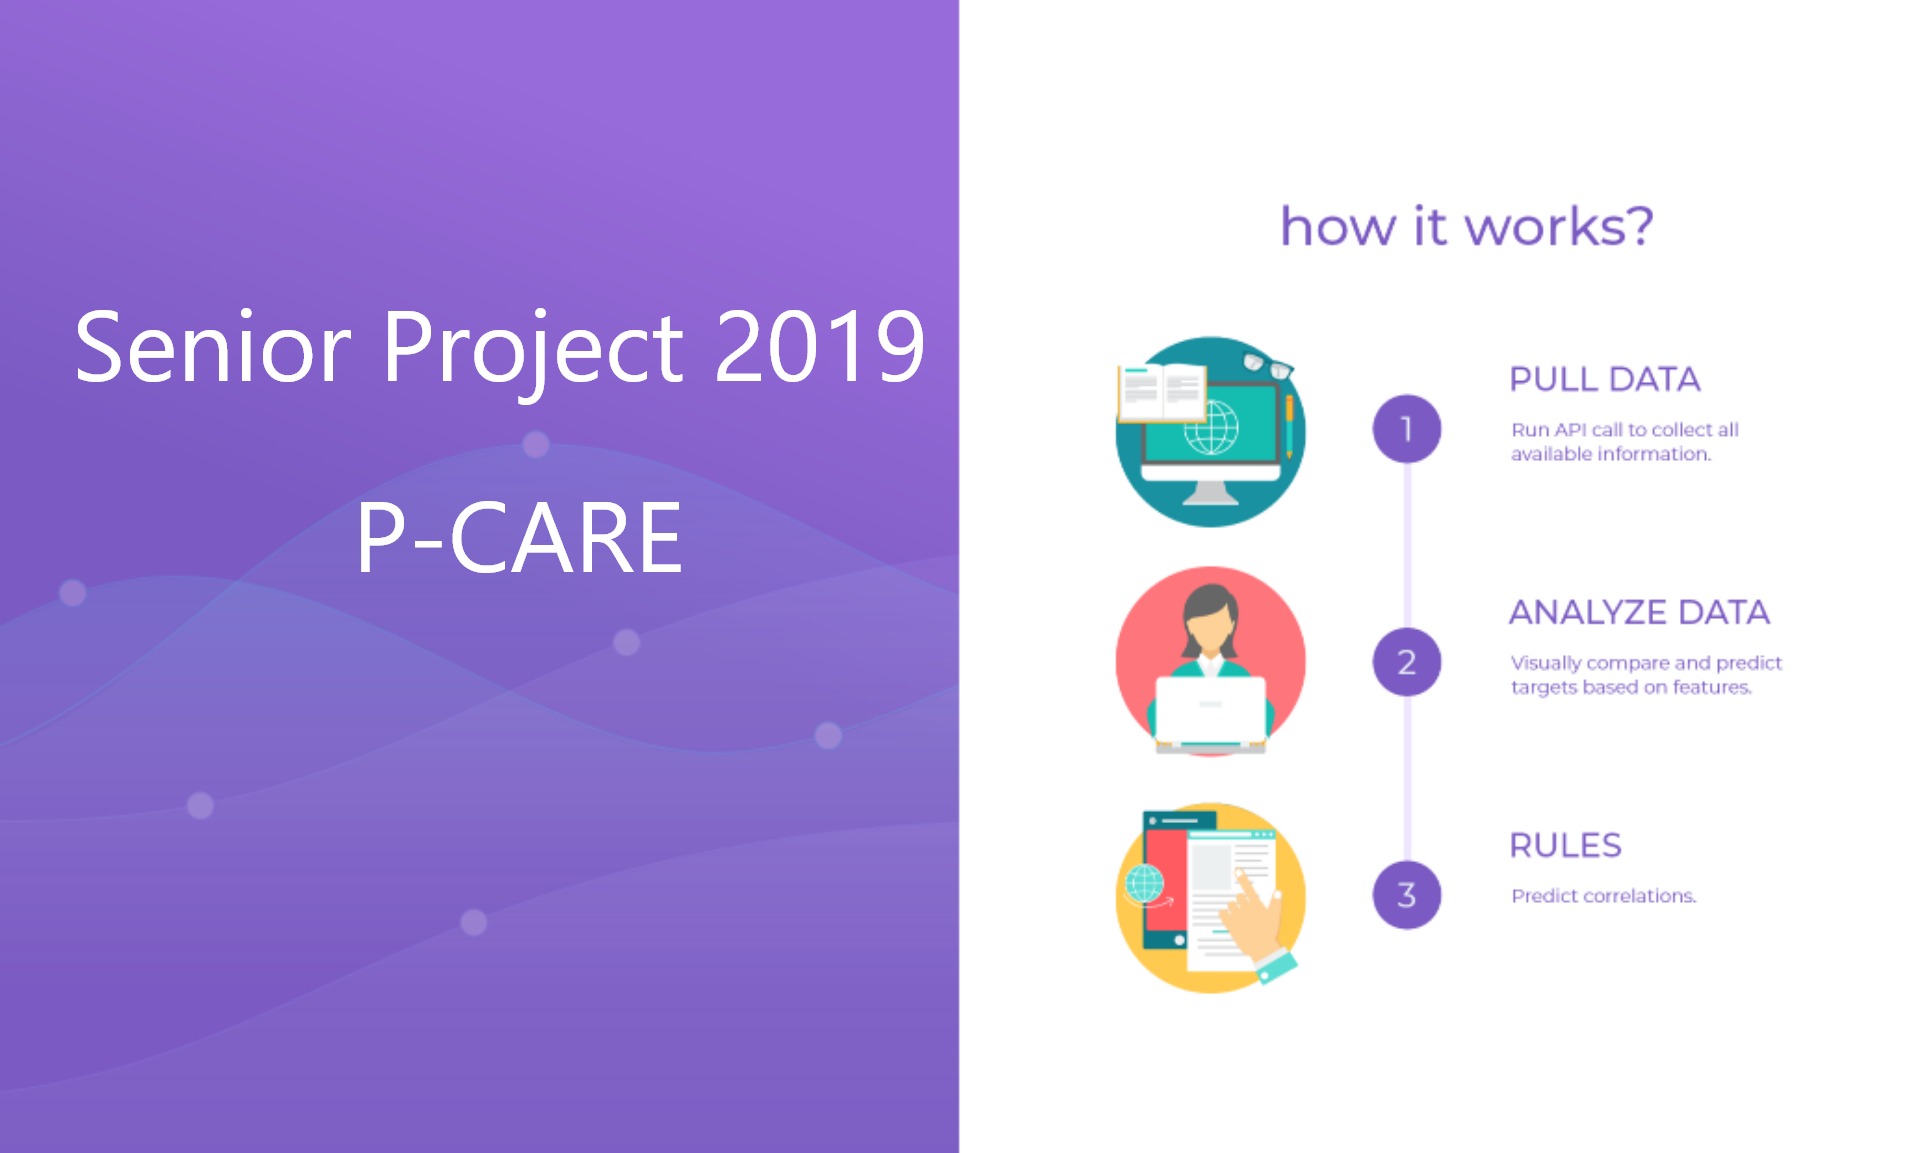 Senior Project 2019
P-CARE
how it works?
1
PULL DATA
Run API call to collect all
available information.
2
ANALYZE DATA
Visually compare and predict
targets based on features.
3
RULES
Predict correlations.